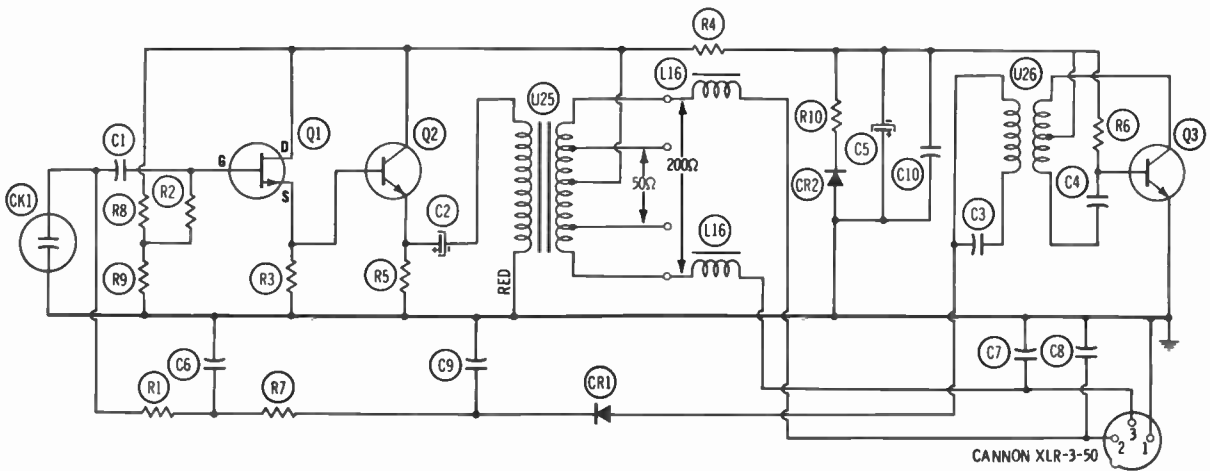 R4
L16
U25
U26
C1
Q1
Q2
R10
C5
C10
R6
Q3
D
G
S
R2
R8
CK1
50Ω
200Ω
CR2
C4
C2
C3
L16
R9
R3
R5
RED
C6
C9
C7
C8
R1
R7
CR1
3
2
1
CANNON XLR-3-50